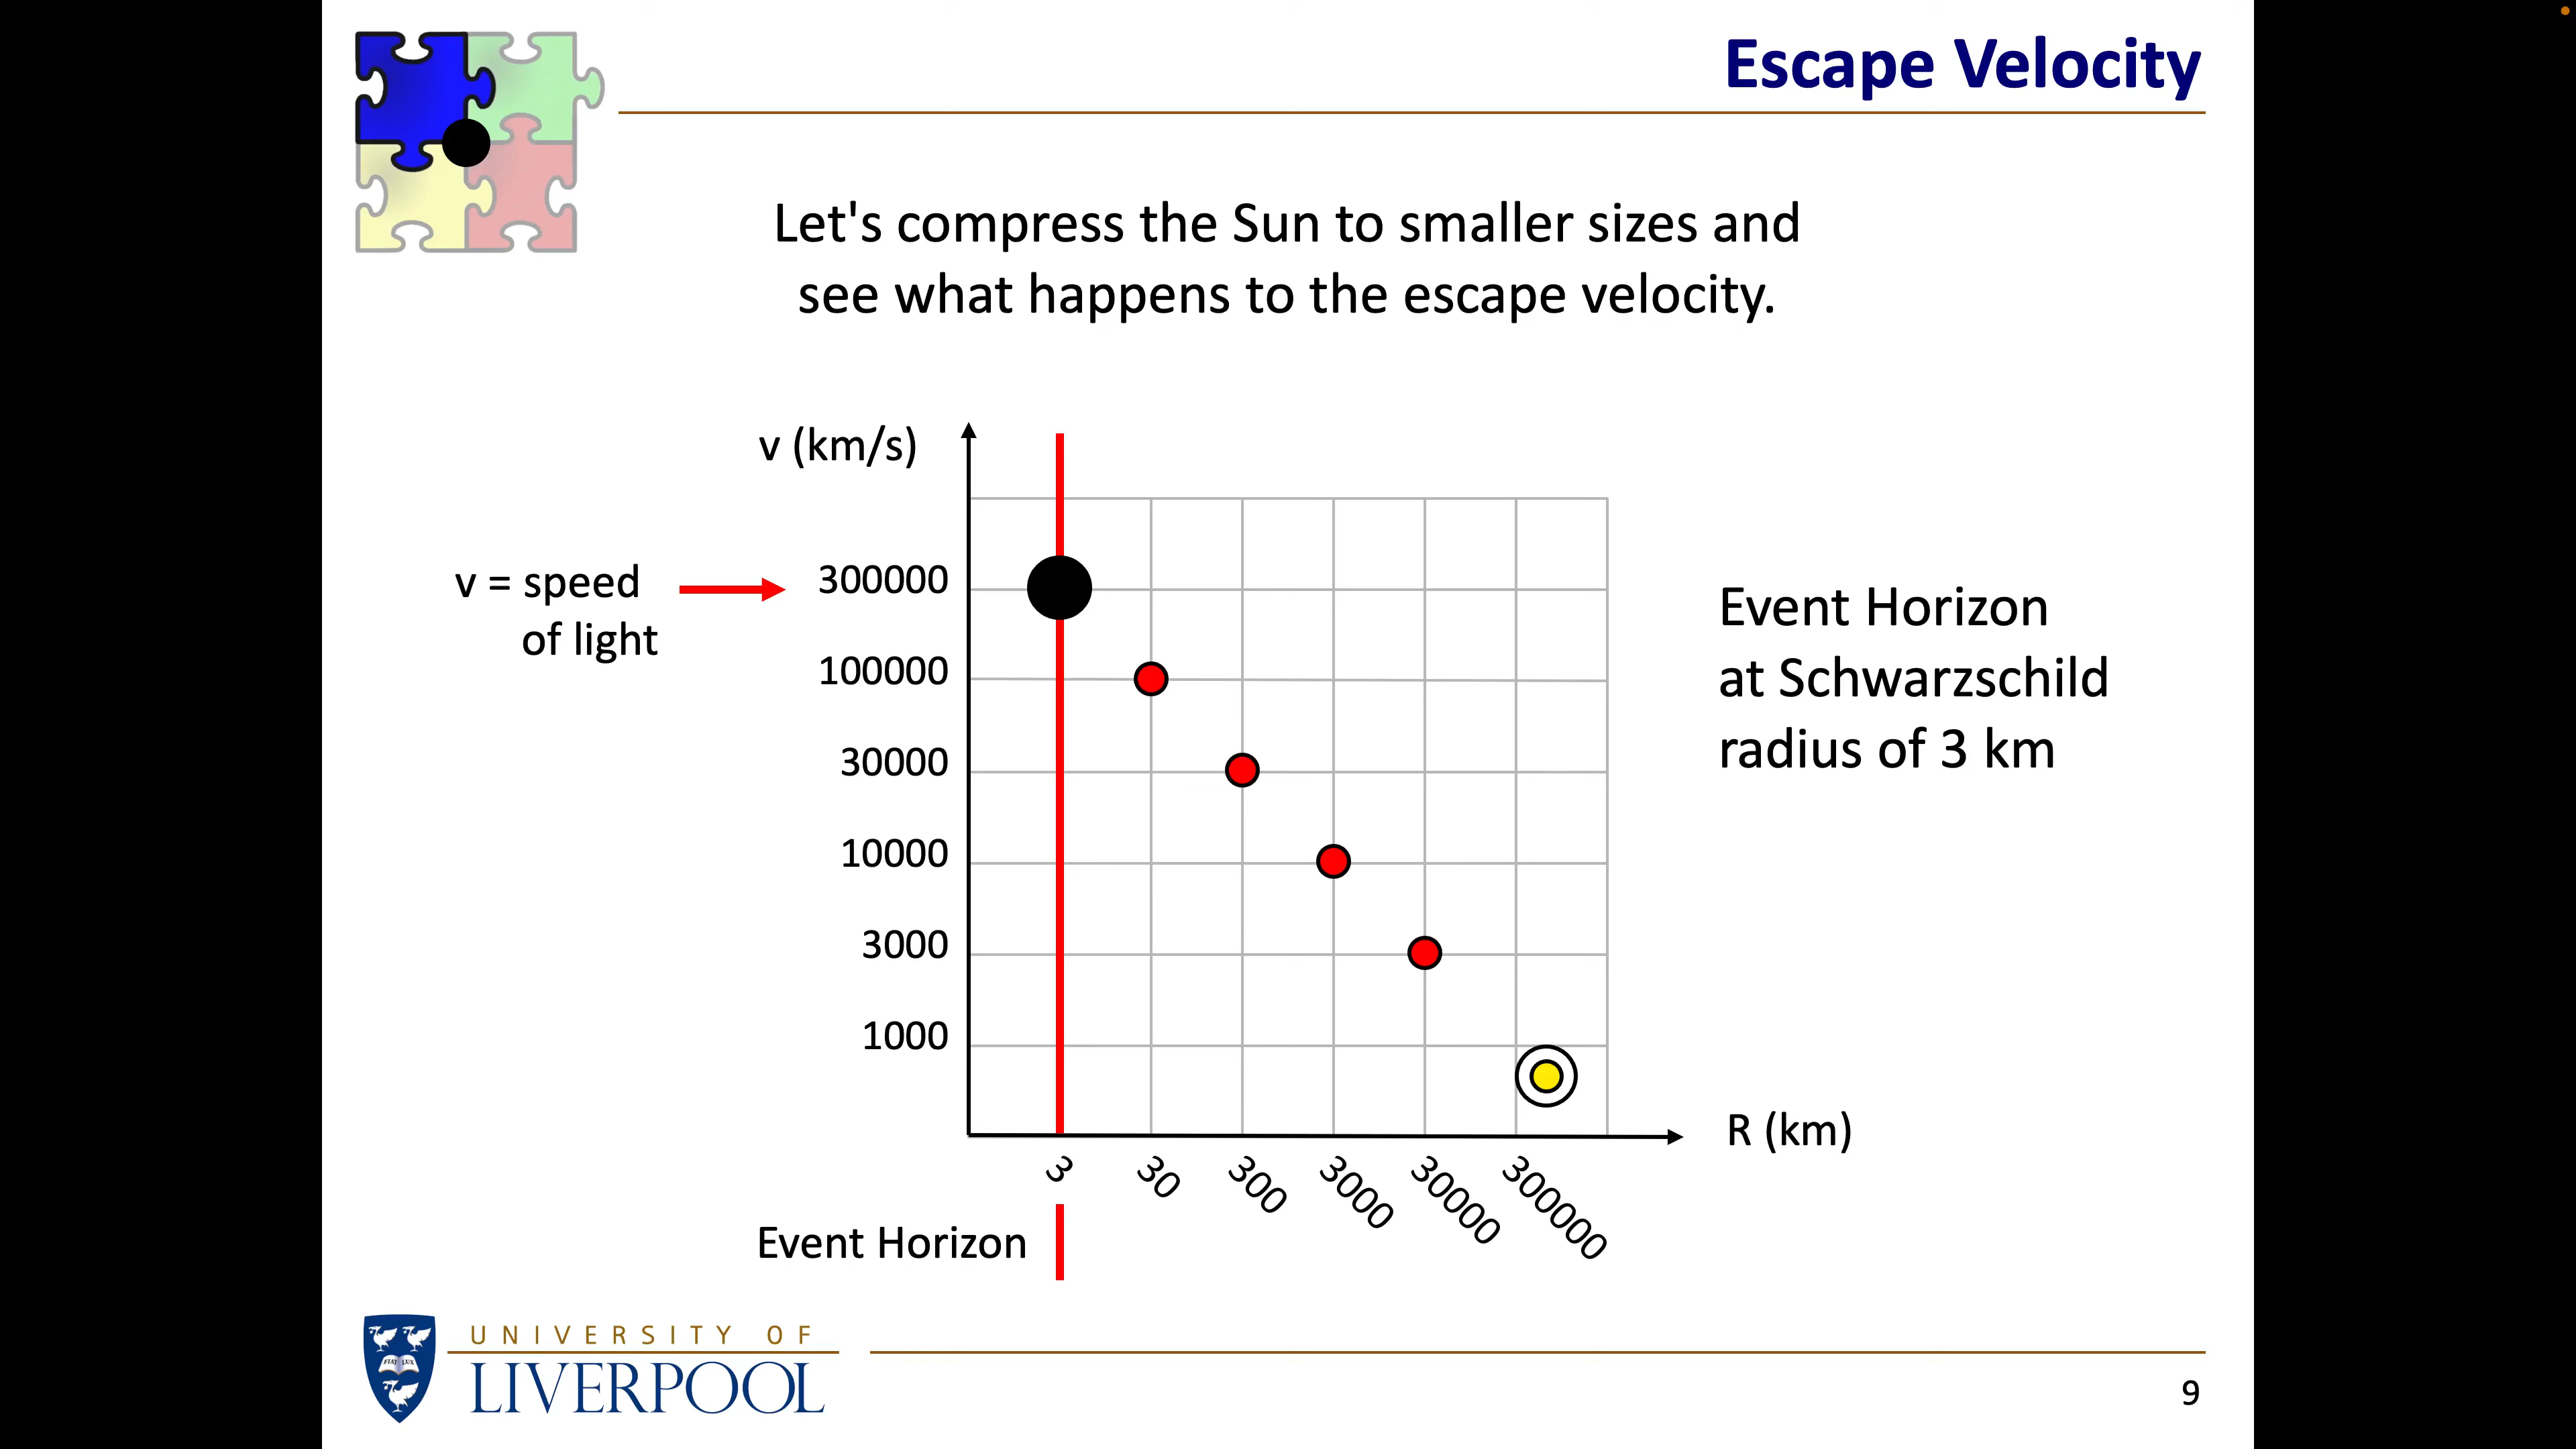 Escape Velocity
Let's compress the Sun to smaller sizes and
see what happens to the escape velocity.
v (km/s)
v = speed
of light
300000
100000
30000
10000
3000
1000
Event Horizon
at Schwarzschild
radius of 3 km
R (km)
3
30
300
3000
30000
300000
Event Horizon
UNIVERSITY OF
LIVERPOOL
FIAT LUX
9